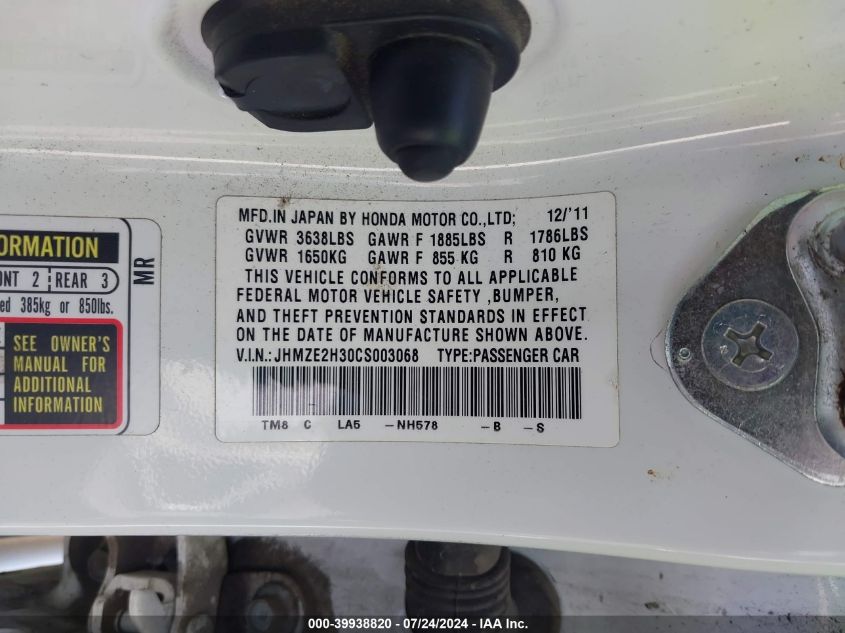 MFD.IN JAPAN BY HONDA MOTOR CO.,LTD; 12/'11
GVWR 3638LBS GAWR F 1885LBS R 1786LBS
GVWR 1650KG GAWR F 855 KG R 810 KG
THIS VEHICLE CONFORMS TO ALL APPLICABLE
FEDERAL MOTOR VEHICLE SAFETY ,BUMPER,
AND THEFT PREVENTION STANDARDS IN EFFECT
ON THE DATE OF MANUFACTURE SHOWN ABOVE.
V.I.N.: JHMZE2H30CS003068 TYPE:PASSENGER CAR
TM8 C LA5 -NH578 -B -S
ORMATION
ONT 2 REAR 3
ed 385kg or 850lbs.
MR
SEE OWNER'S
MANUAL FOR
ADDITIONAL
INFORMATION
000-39938820 - 07/24/2024 - IAA Inc.